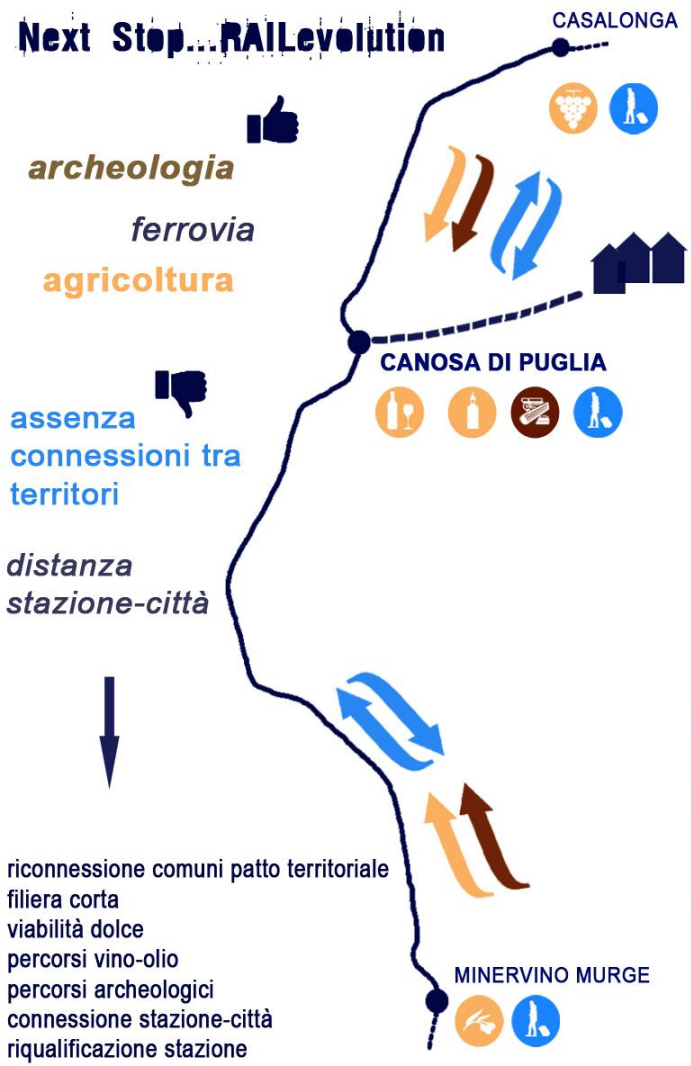 Next Stop...RAILevolution
CASALONGA
archeologia
ferrovia
agricoltura
CANOSA DI PUGLIA
assenza
connessioni tra
territori
distanza
stazione-città
riconnessione comuni patto territoriale
filiera corta
viabilità dolce
percorsi vino-olio
percorsi archeologici
connessione stazione-città
riqualificazione stazione
MINERVINO MURGE